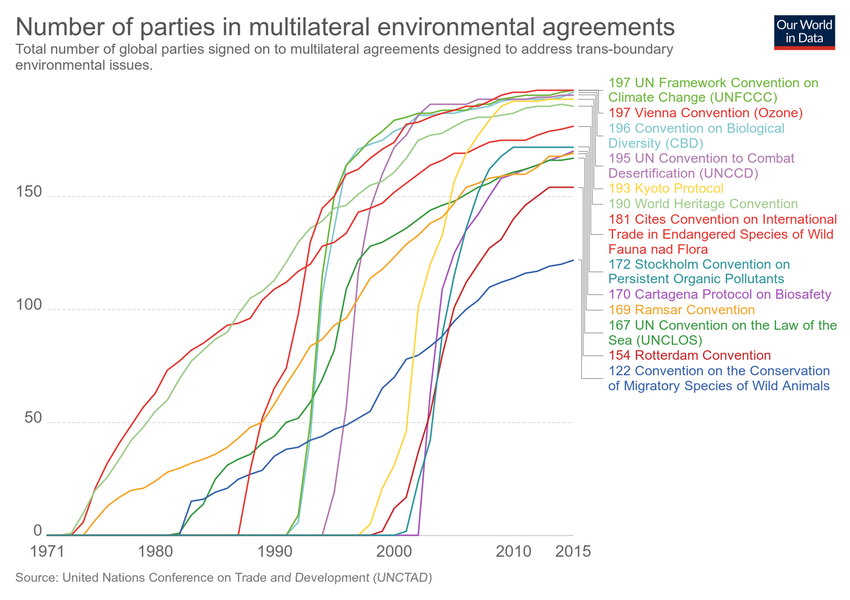 Number of parties in multilateral environmental agreements
Total number of global parties signed on to multilateral agreements designed to address trans-boundary
environmental issues.
Our World
in Data
197 UN Framework Convention on
Climate Change (UNFCCC)
197 Vienna Convention (Ozone)
196 Convention on Biological
Diversity (CBD)
195 UN Convention to Combat
Desertification (UNCCD)
193 Kyoto Protocol
190 World Heritage Convention
181 Cites Convention on International
Trade in Endangered Species of Wild
Fauna nad Flora
172 Stockholm Convention on
Persistent Organic Pollutants
170 Cartagena Protocol on Biosafety
169 Ramsar Convention
167 UN Convention on the Law of the
Sea (UNCLOS)
154 Rotterdam Convention
122 Convention on the Conservation
of Migratory Species of Wild Animals
150
100
50
0
1971 1980 1990 2000 2010 2015
Source: United Nations Conference on Trade and Development (UNCTAD)